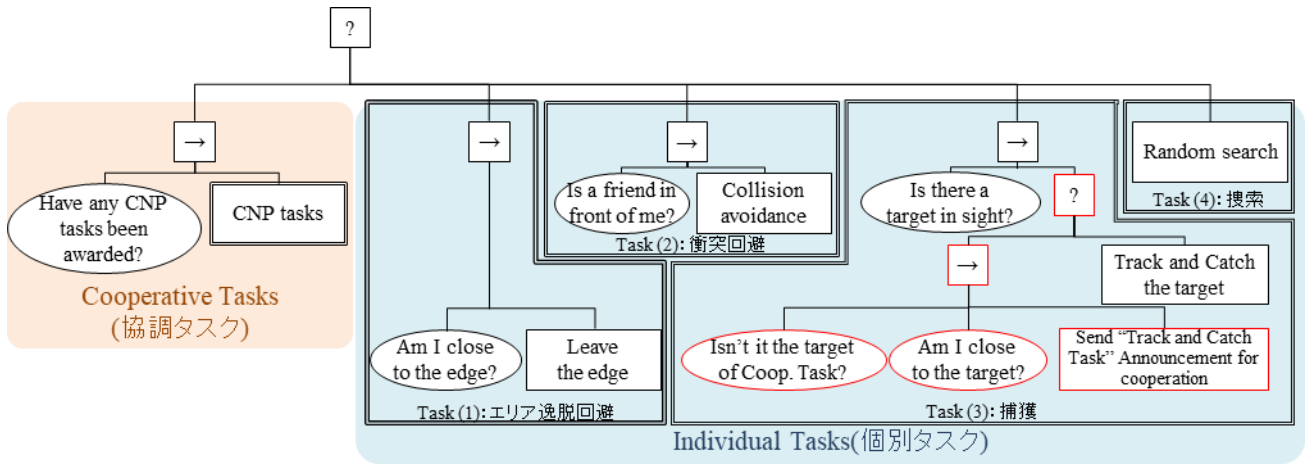 ?
→
→
→
→
Random search
Task (4): 捜索
Have any CNP
tasks been
awarded?
CNP tasks
Is a friend in
front of me?
Collision
avoidance
Task (2): 衝突回避
Is there a
target in sight?
?
→
Track and Catch
the target
Cooperative Tasks
(協調タスク)
Am I close
to the edge?
Leave
the edge
Task (1): エリア逸脱回避
Isn't it the target
of Coop. Task?
Am I close
to the target?
Send “Track and Catch
Task” Announcement for
cooperation
Task (3): 捕獲
Individual Tasks(個別タスク)